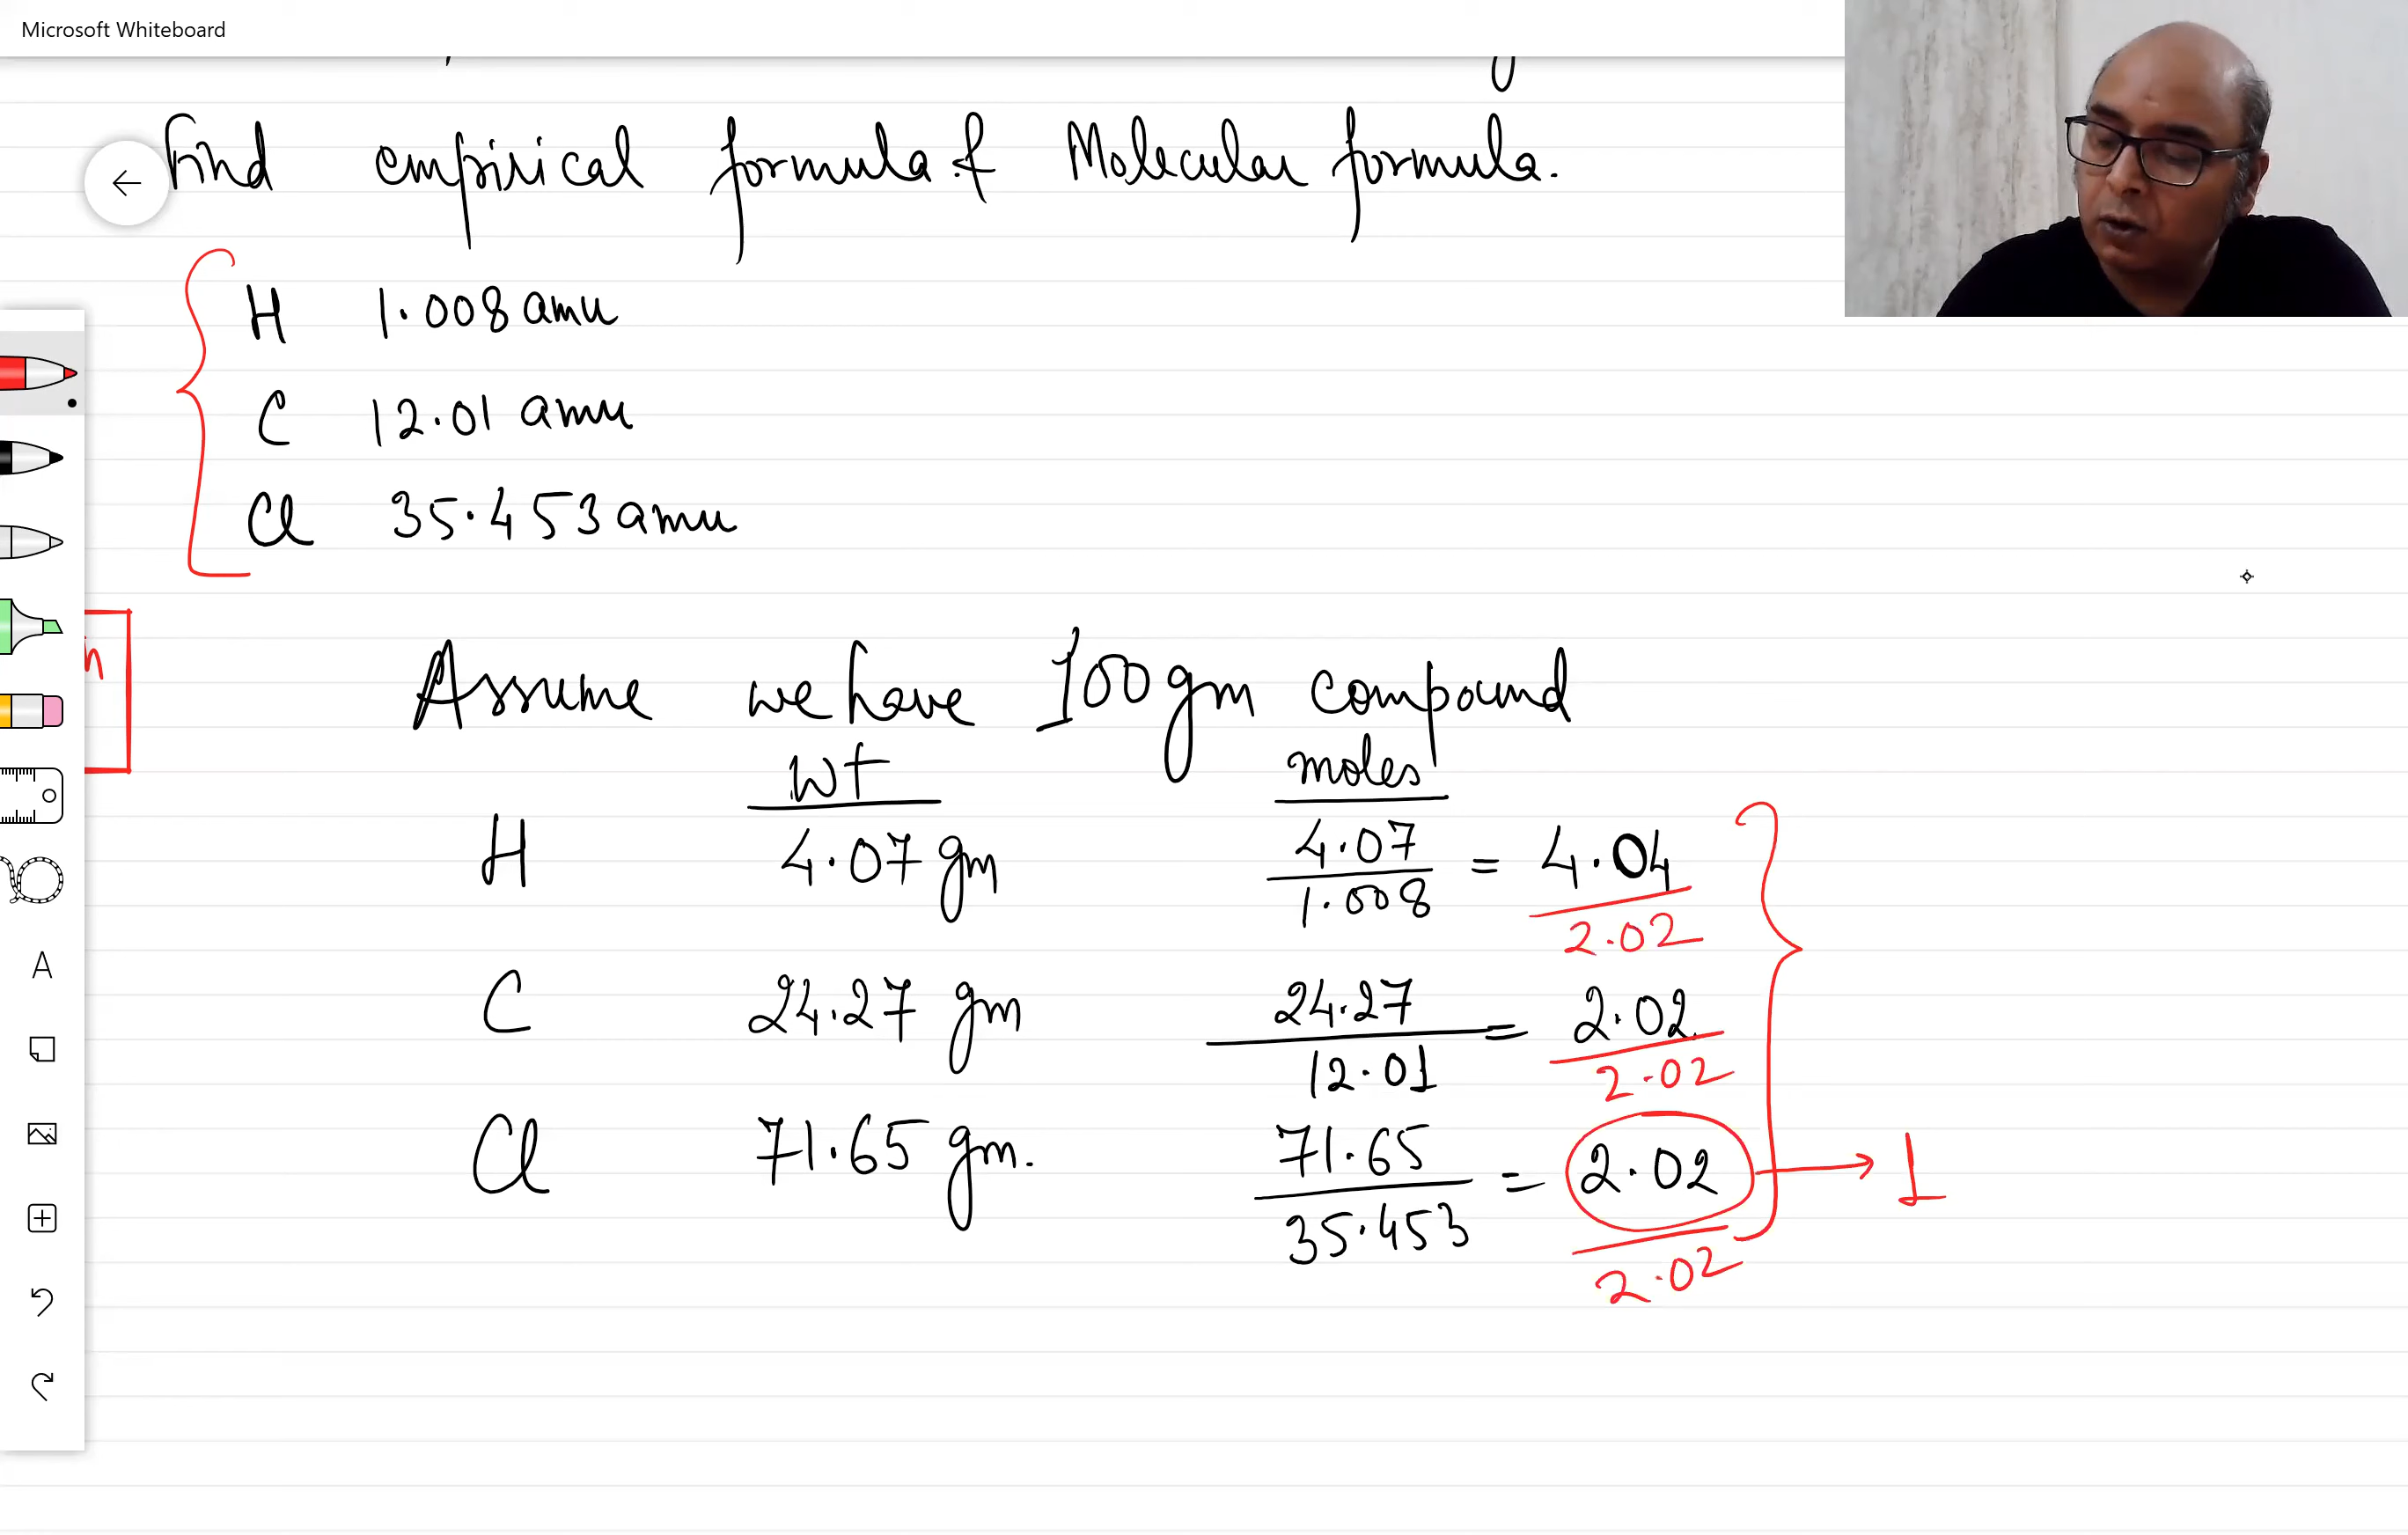 Microsoft Whiteboard
find empirical formula & Molecular formula.
H 1.008 amu
C 12.01 amu
Cl 35.453 amu
n
Assume we have 100gm compound
wt moles
H 4.07 gm 4.07/1.008 = 4.04/2.02
C 24.27 gm 24.27/12.01 = 2.02/2.02
Cl 71.65 gm. 71.65/35.453 = 2.02/2.02 → 1
A